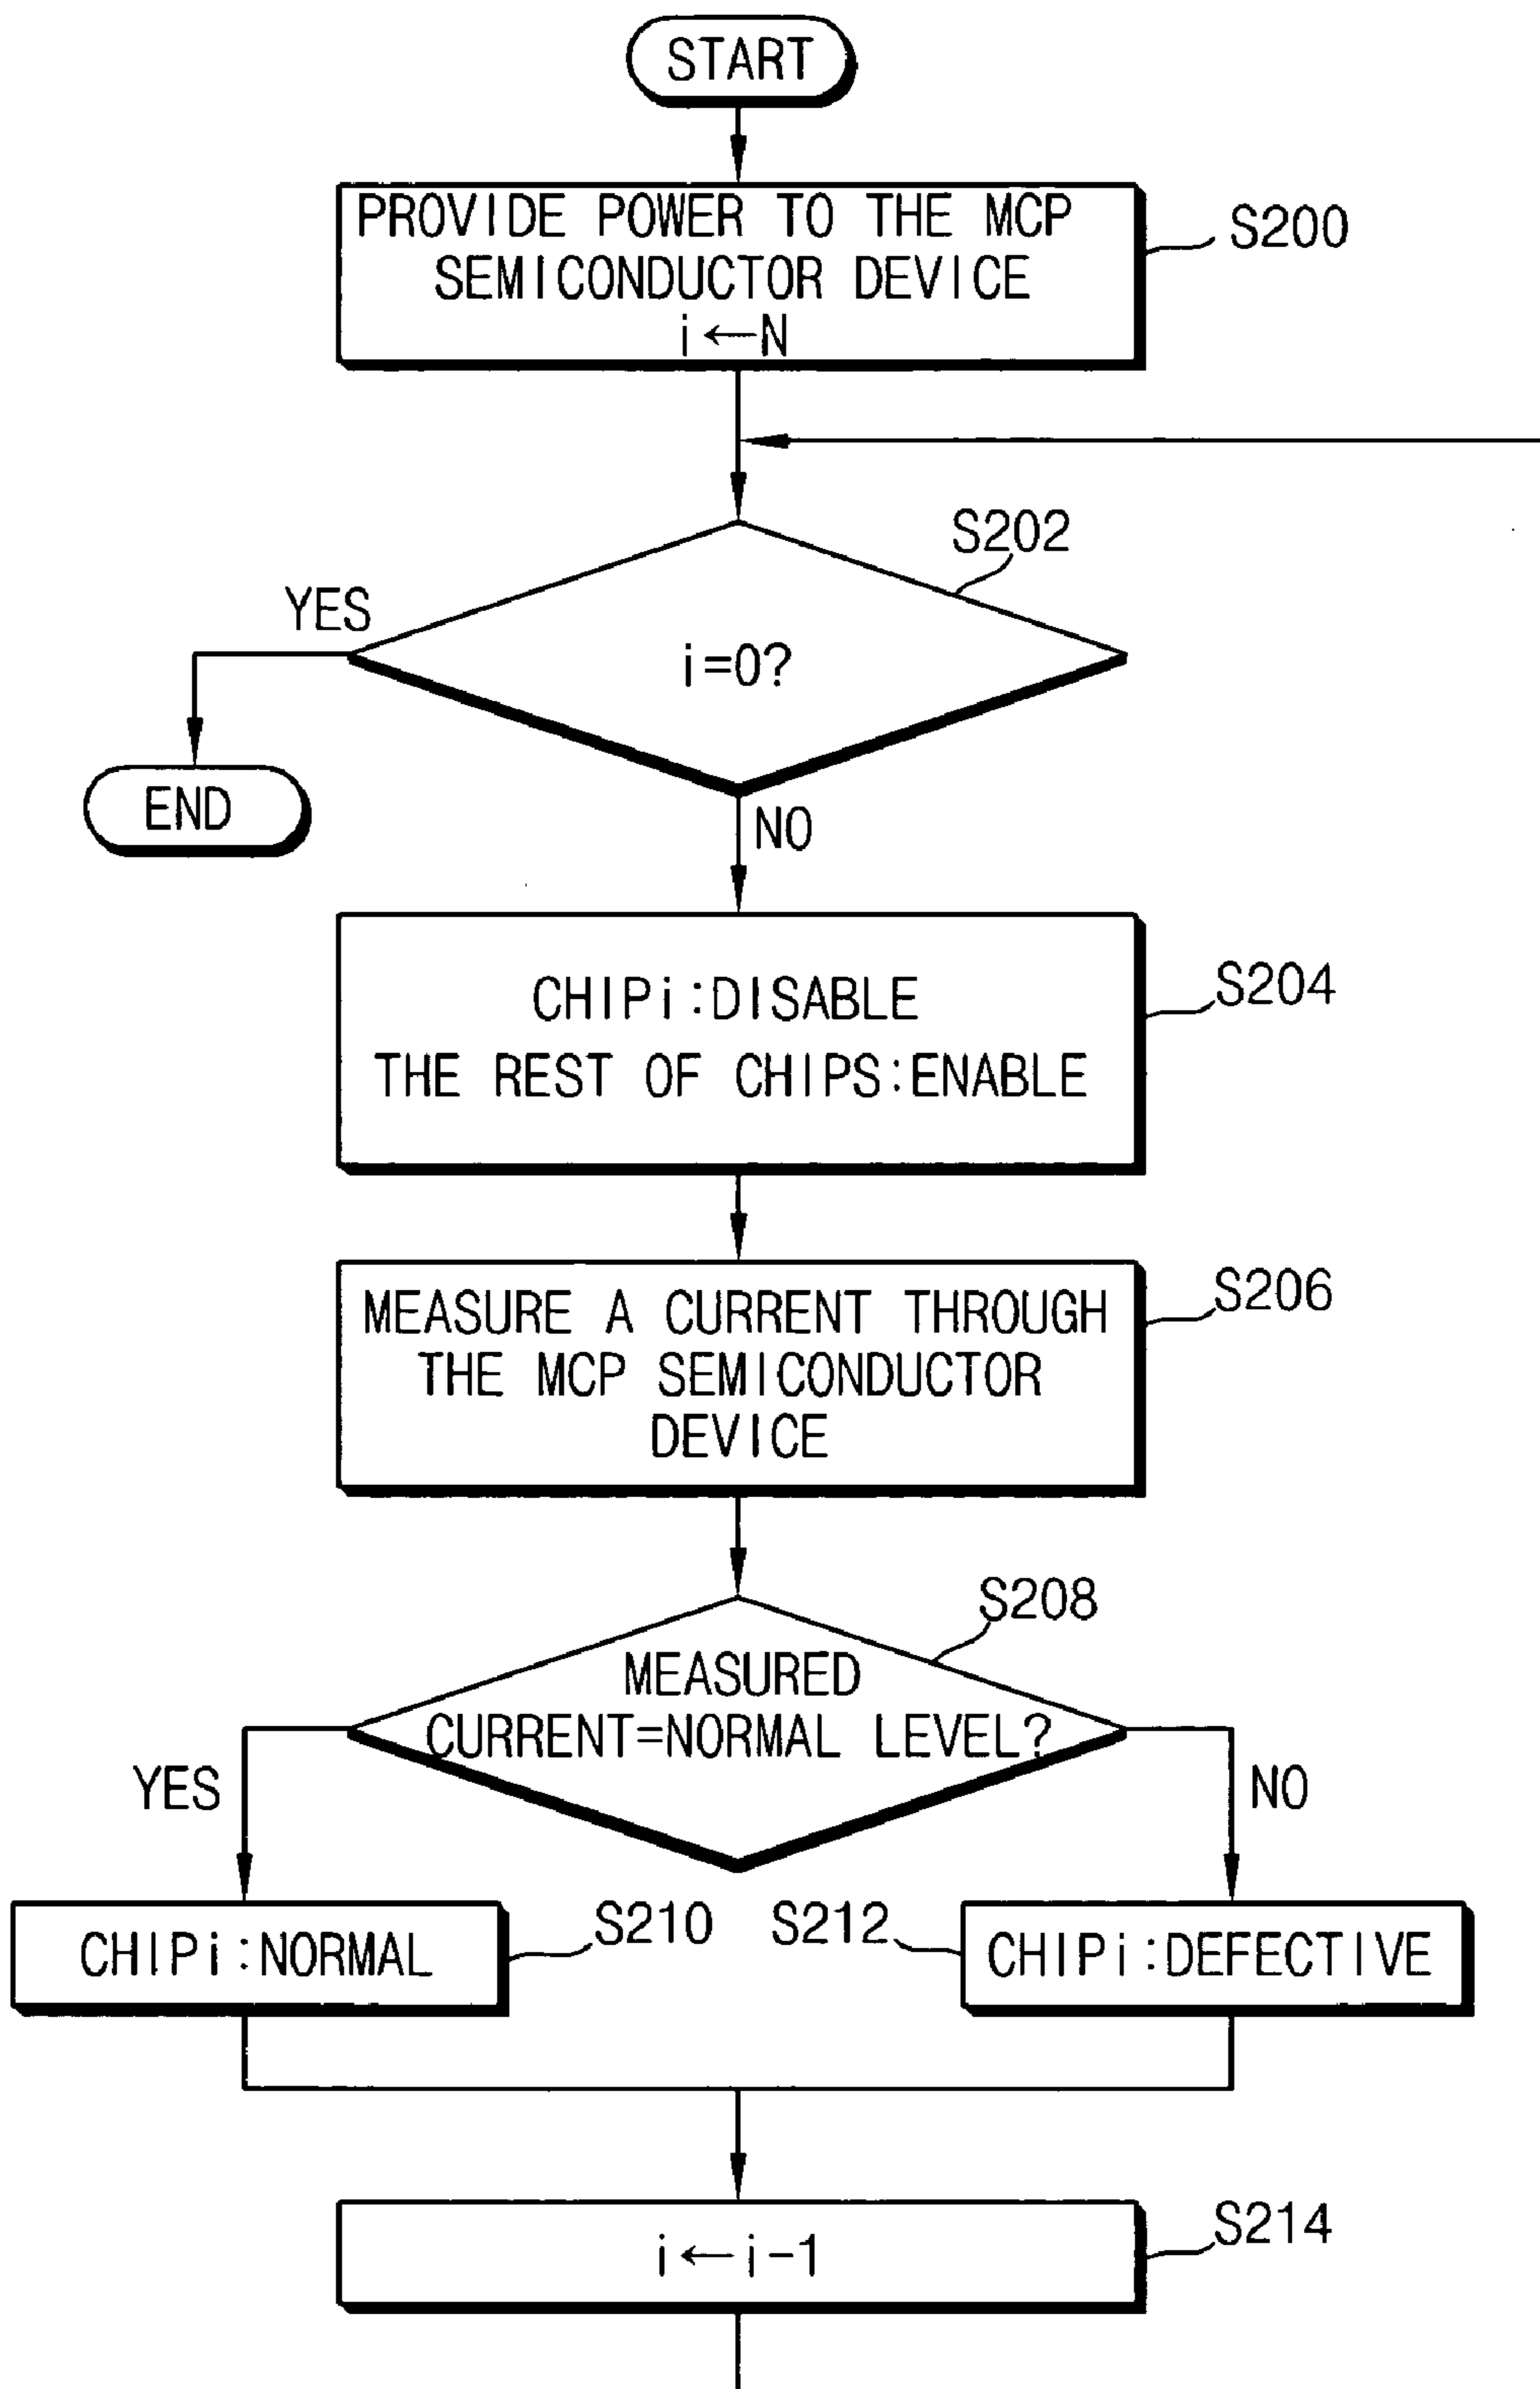 START
PROVIDE POWER TO THE MCP
SEMICONDUCTOR DEVICE
i←N
S200
S202
YES
i=0?
END
NO
CHIPi:DISABLE
THE REST OF CHIPS:ENABLE
S204
MEASURE A CURRENT THROUGH
THE MCP SEMICONDUCTOR
DEVICE
S206
S208
MEASURED
CURRENT=NORMAL LEVEL?
YES
NO
CHIPi:NORMAL
S210
S212
CHIPi:DEFECTIVE
i←i-1
S214